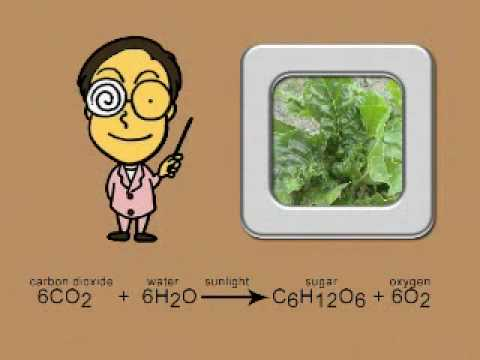 carbon dioxide water sunlight sugar oxygen
6CO2 + 6H2O ⟶ C6H12O6 + 6O2